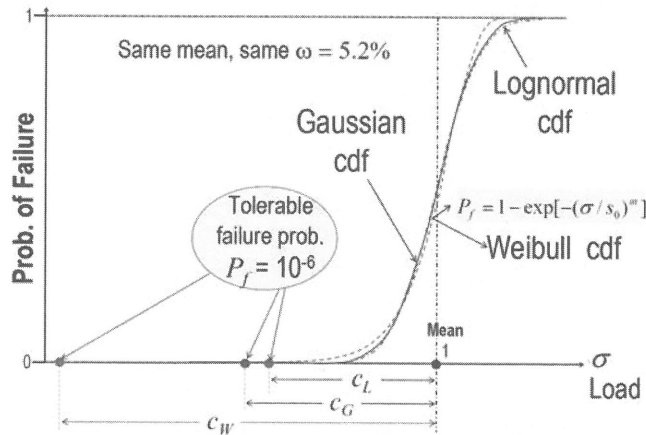 1
Same mean, same ω = 5.2%
Lognormal
cdf
Gaussian
cdf
Prob. of Failure
Tolerable
failure prob.
P_f = 10⁻⁶
P_f = 1 − exp[−(σ/s₀)ᵐ]
Weibull cdf
Mean
1
0
σ
Load
c_L
c_G
c_W